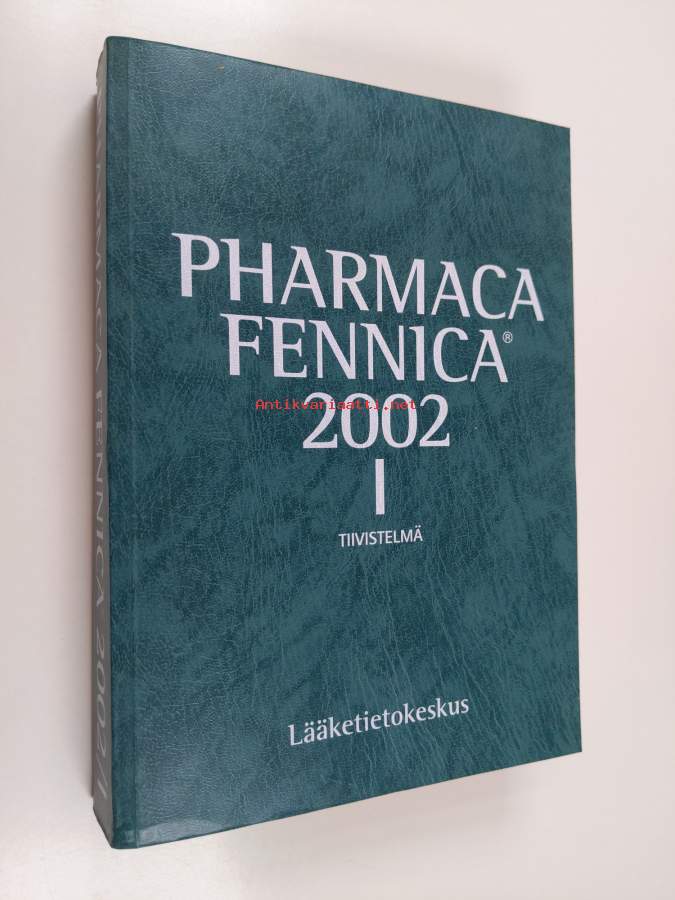 PHARMACA
FENNICA®
Antikvariaatti.net
2002
I
TIIVISTELMÄ
Lääketietokeskus
PHARMACA FENNICA 2002/I